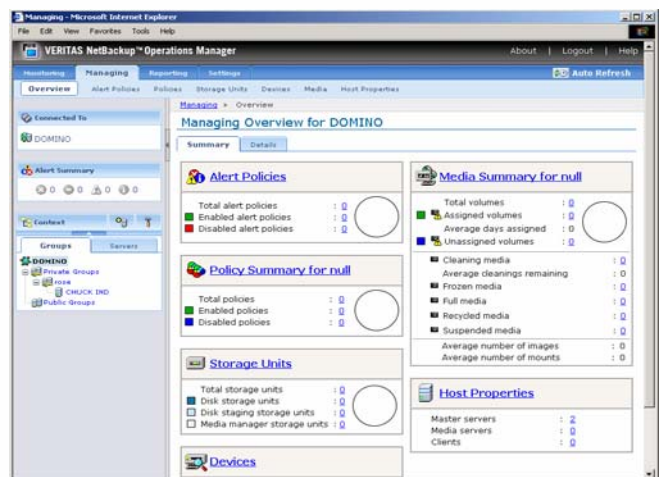 Managing - Microsoft Internet Explorer
File Edit View Favorites Tools Help
VERITAS NetBackup™ Operations Manager
About | Logout | Help
Monitoring Managing Reporting Settings
Auto Refresh
Overview Alert Policies Policies Storage Units Devices Media Host Properties
Managing > Overview
Connected To
DOMINO
Alert Summary
0 0 0 0
Context
Groups Servers
DOMINO
Private Groups
rose
CHUCK IND
Public Groups
Managing Overview for DOMINO
Summary Details
Alert Policies
Total alert policies : 0
Enabled alert policies : 0
Disabled alert policies : 0
Policy Summary for null
Total policies : 0
Enabled policies : 0
Disabled policies : 0
Storage Units
Total storage units : 0
Disk storage units : 0
Disk staging storage units : 0
Media manager storage units : 0
Devices
Media Summary for null
Total volumes : 0
Assigned volumes : 0
Average days assigned : 0
Unassigned volumes : 0
Cleaning media : 0
Average cleanings remaining : 0
Frozen media : 0
Full media : 0
Recycled media : 0
Suspended media : 0
Average number of images : 0
Average number of mounts : 0
Host Properties
Master servers : 2
Media servers : 0
Clients : 0